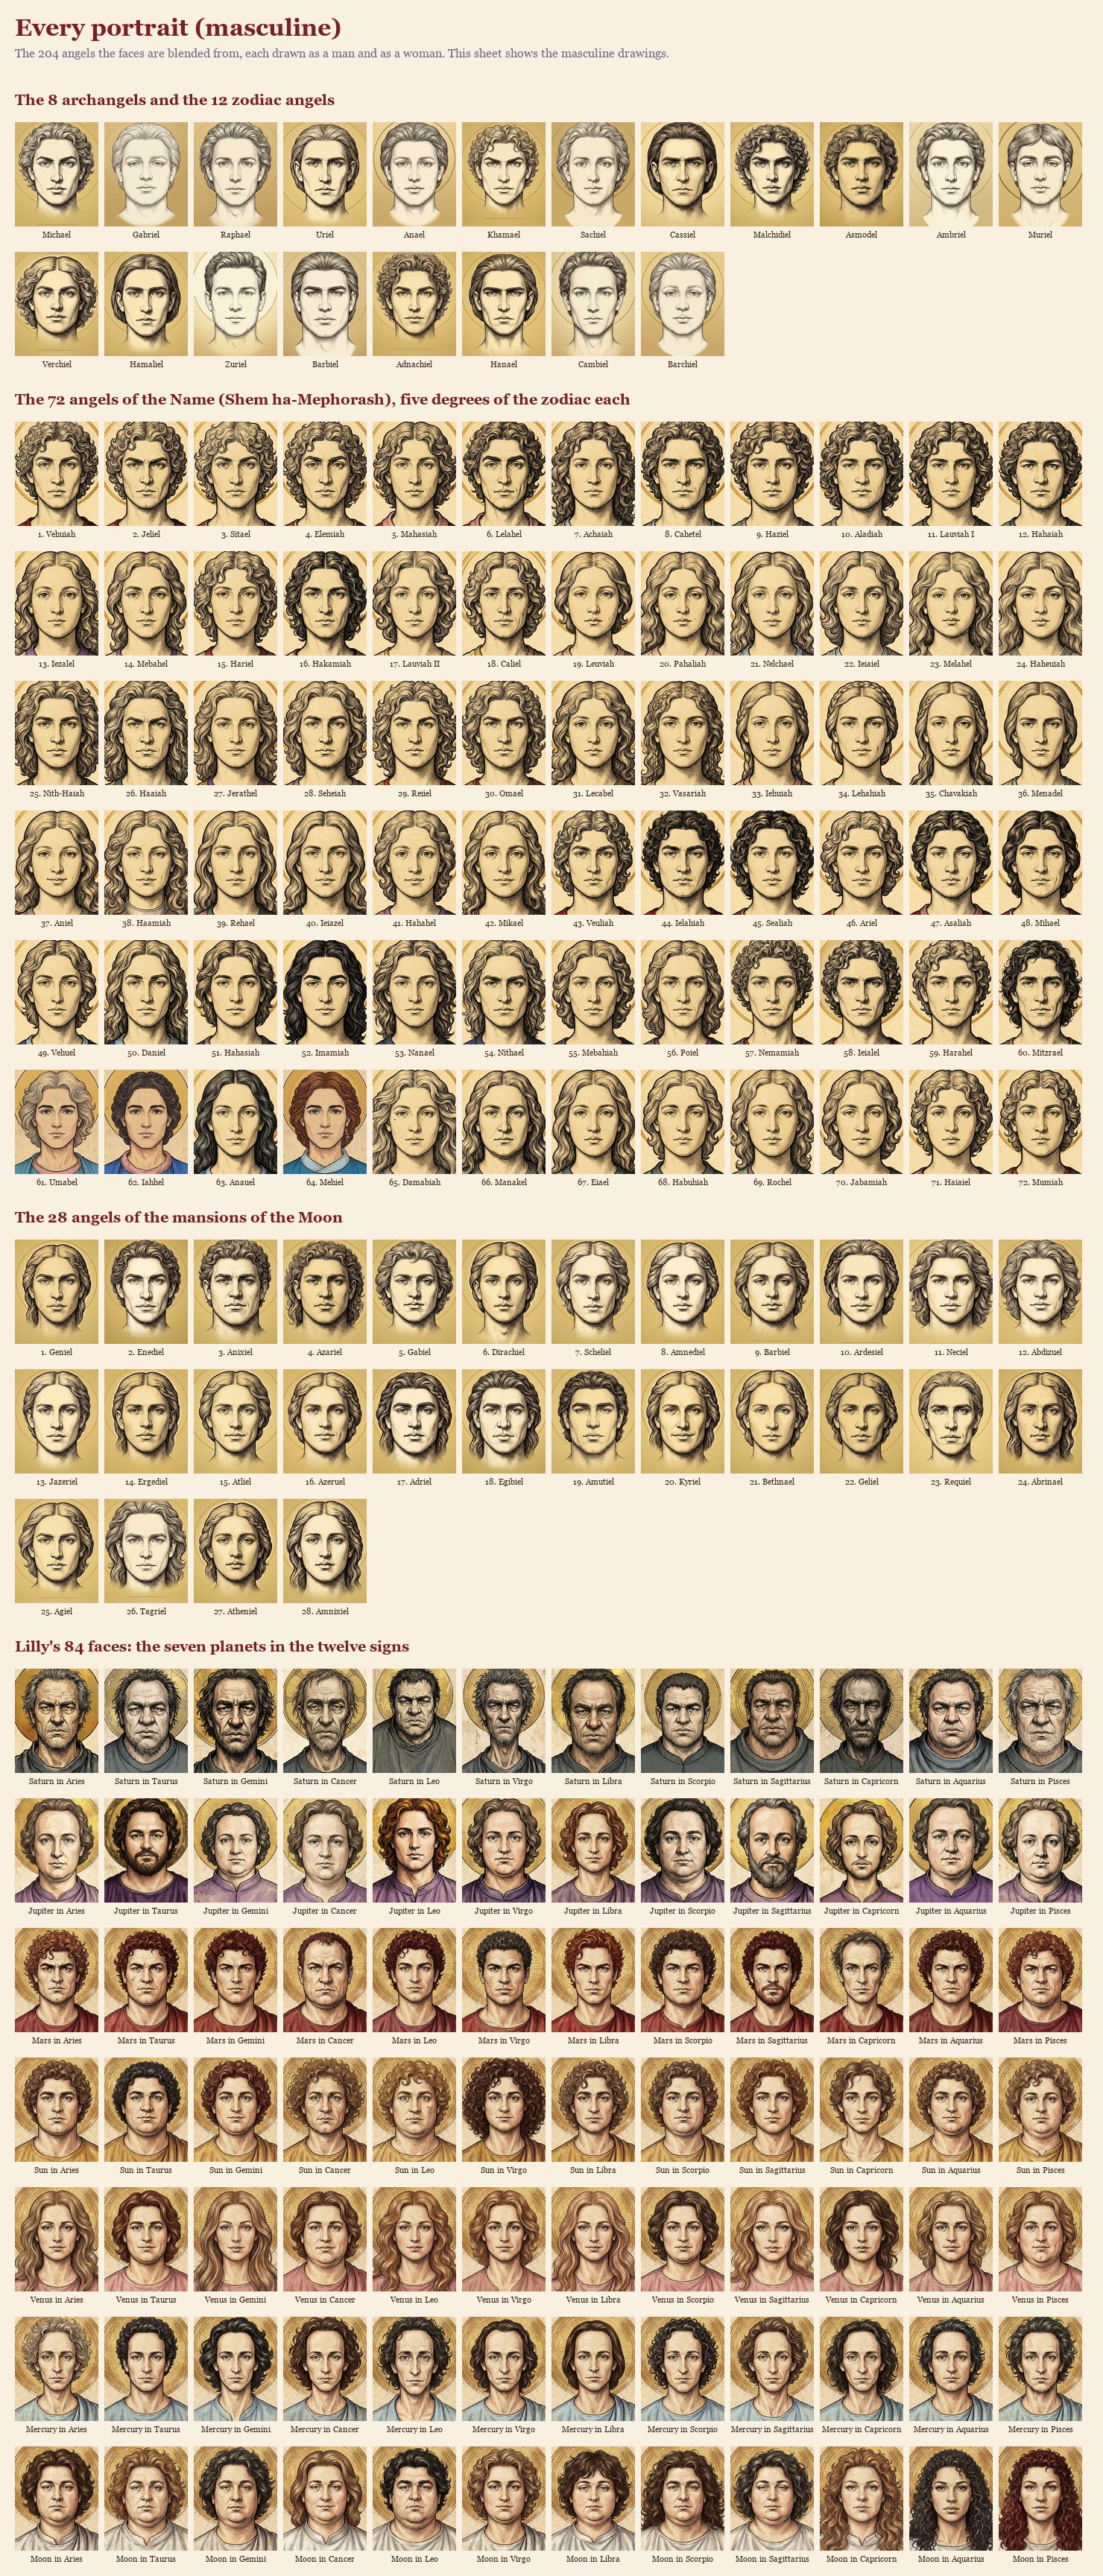 Every portrait (masculine)
The 204 angels the faces are blended from, each drawn as a man and as a woman. This sheet shows the masculine drawings.
The 8 archangels and the 12 zodiac angels
Michael Gabriel Raphael Uriel Anael Khamael Sachiel Cassiel Malchidiel Asmodel Ambriel Muriel
Verchiel Hamaliel Zuriel Barbiel Adnachiel Hanael Cambiel Barchiel
The 72 angels of the Name (Shem ha-Mephorash), five degrees of the zodiac each
1. Vehuiah 2. Jeliel 3. Sitael 4. Elemiah 5. Mahasiah 6. Lelahel 7. Achaiah 8. Cahetel 9. Haziel 10. Aladiah 11. Lauviah I 12. Hahaiah
13. Iezalel 14. Mebahel 15. Hariel 16. Hakamiah 17. Lauviah II 18. Caliel 19. Leuviah 20. Pahaliah 21. Nelchael 22. Ieiaiel 23. Melahel 24. Haheuiah
25. Nith-Haiah 26. Haaiah 27. Jerathel 28. Seheiah 29. Reiiel 30. Omael 31. Lecabel 32. Vasariah 33. Iehuiah 34. Lehahiah 35. Chavakiah 36. Menadel
37. Aniel 38. Haamiah 39. Rehael 40. Ieiazel 41. Hahahel 42. Mikael 43. Veuliah 44. Ielahiah 45. Sealiah 46. Ariel 47. Asaliah 48. Mihael
49. Vehuel 50. Daniel 51. Hahasiah 52. Imamiah 53. Nanael 54. Nithael 55. Mebahiah 56. Poiel 57. Nemamiah 58. Ieialel 59. Harahel 60. Mitzrael
61. Umabel 62. Iahhel 63. Anauel 64. Mehiel 65. Damabiah 66. Manakel 67. Eiael 68. Habuhiah 69. Rochel 70. Jabamiah 71. Haiaiel 72. Mumiah
The 28 angels of the mansions of the Moon
1. Geniel 2. Enediel 3. Anixiel 4. Azariel 5. Gabiel 6. Dirachiel 7. Scheliel 8. Amnediel 9. Barbiel 10. Ardesiel 11. Neciel 12. Abdizuel
13. Jazeriel 14. Ergediel 15. Atliel 16. Azeruel 17. Adriel 18. Egibiel 19. Amutiel 20. Kyriel 21. Bethnael 22. Geliel 23. Requiel 24. Abrinael
25. Agiel 26. Tagriel 27. Atheniel 28. Amnixiel
Lilly's 84 faces: the seven planets in the twelve signs
Saturn in Aries Saturn in Taurus Saturn in Gemini Saturn in Cancer Saturn in Leo Saturn in Virgo Saturn in Libra Saturn in Scorpio Saturn in Sagittarius Saturn in Capricorn Saturn in Aquarius Saturn in Pisces
Jupiter in Aries Jupiter in Taurus Jupiter in Gemini Jupiter in Cancer Jupiter in Leo Jupiter in Virgo Jupiter in Libra Jupiter in Scorpio Jupiter in Sagittarius Jupiter in Capricorn Jupiter in Aquarius Jupiter in Pisces
Mars in Aries Mars in Taurus Mars in Gemini Mars in Cancer Mars in Leo Mars in Virgo Mars in Libra Mars in Scorpio Mars in Sagittarius Mars in Capricorn Mars in Aquarius Mars in Pisces
Sun in Aries Sun in Taurus Sun in Gemini Sun in Cancer Sun in Leo Sun in Virgo Sun in Libra Sun in Scorpio Sun in Sagittarius Sun in Capricorn Sun in Aquarius Sun in Pisces
Venus in Aries Venus in Taurus Venus in Gemini Venus in Cancer Venus in Leo Venus in Virgo Venus in Libra Venus in Scorpio Venus in Sagittarius Venus in Capricorn Venus in Aquarius Venus in Pisces
Mercury in Aries Mercury in Taurus Mercury in Gemini Mercury in Cancer Mercury in Leo Mercury in Virgo Mercury in Libra Mercury in Scorpio Mercury in Sagittarius Mercury in Capricorn Mercury in Aquarius Mercury in Pisces
Moon in Aries Moon in Taurus Moon in Gemini Moon in Cancer Moon in Leo Moon in Virgo Moon in Libra Moon in Scorpio Moon in Sagittarius Moon in Capricorn Moon in Aquarius Moon in Pisces